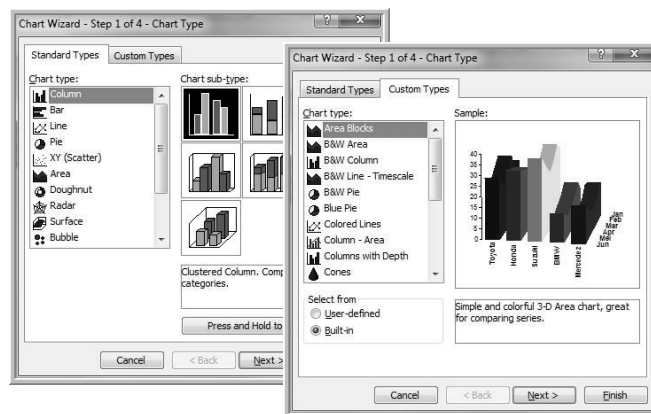 Chart Wizard - Step 1 of 4 - Chart Type
Standard Types
Custom Types
Chart type:
Chart sub-type:
Column
Bar
Line
Pie
XY (Scatter)
Area
Doughnut
Radar
Surface
Bubble
Clustered Column. Comp
categories.
Press and Hold to
Cancel
< Back
Next >
Chart Wizard - Step 1 of 4 - Chart Type
Standard Types
Custom Types
Chart type:
Sample:
Area Blocks
B&W Area
B&W Column
B&W Line - Timescale
B&W Pie
Blue Pie
Colored Lines
Column - Area
Columns with Depth
Cones
40
35
30
25
20
15
10
5
0
Toyota
Honda
Suzuki
BMW
Mercedez
Jan
Feb
Mar
Apr
Mei
Jun
Select from
User-defined
Built-in
Simple and colorful 3-D Area chart, great
for comparing series.
Cancel
< Back
Next >
Finish